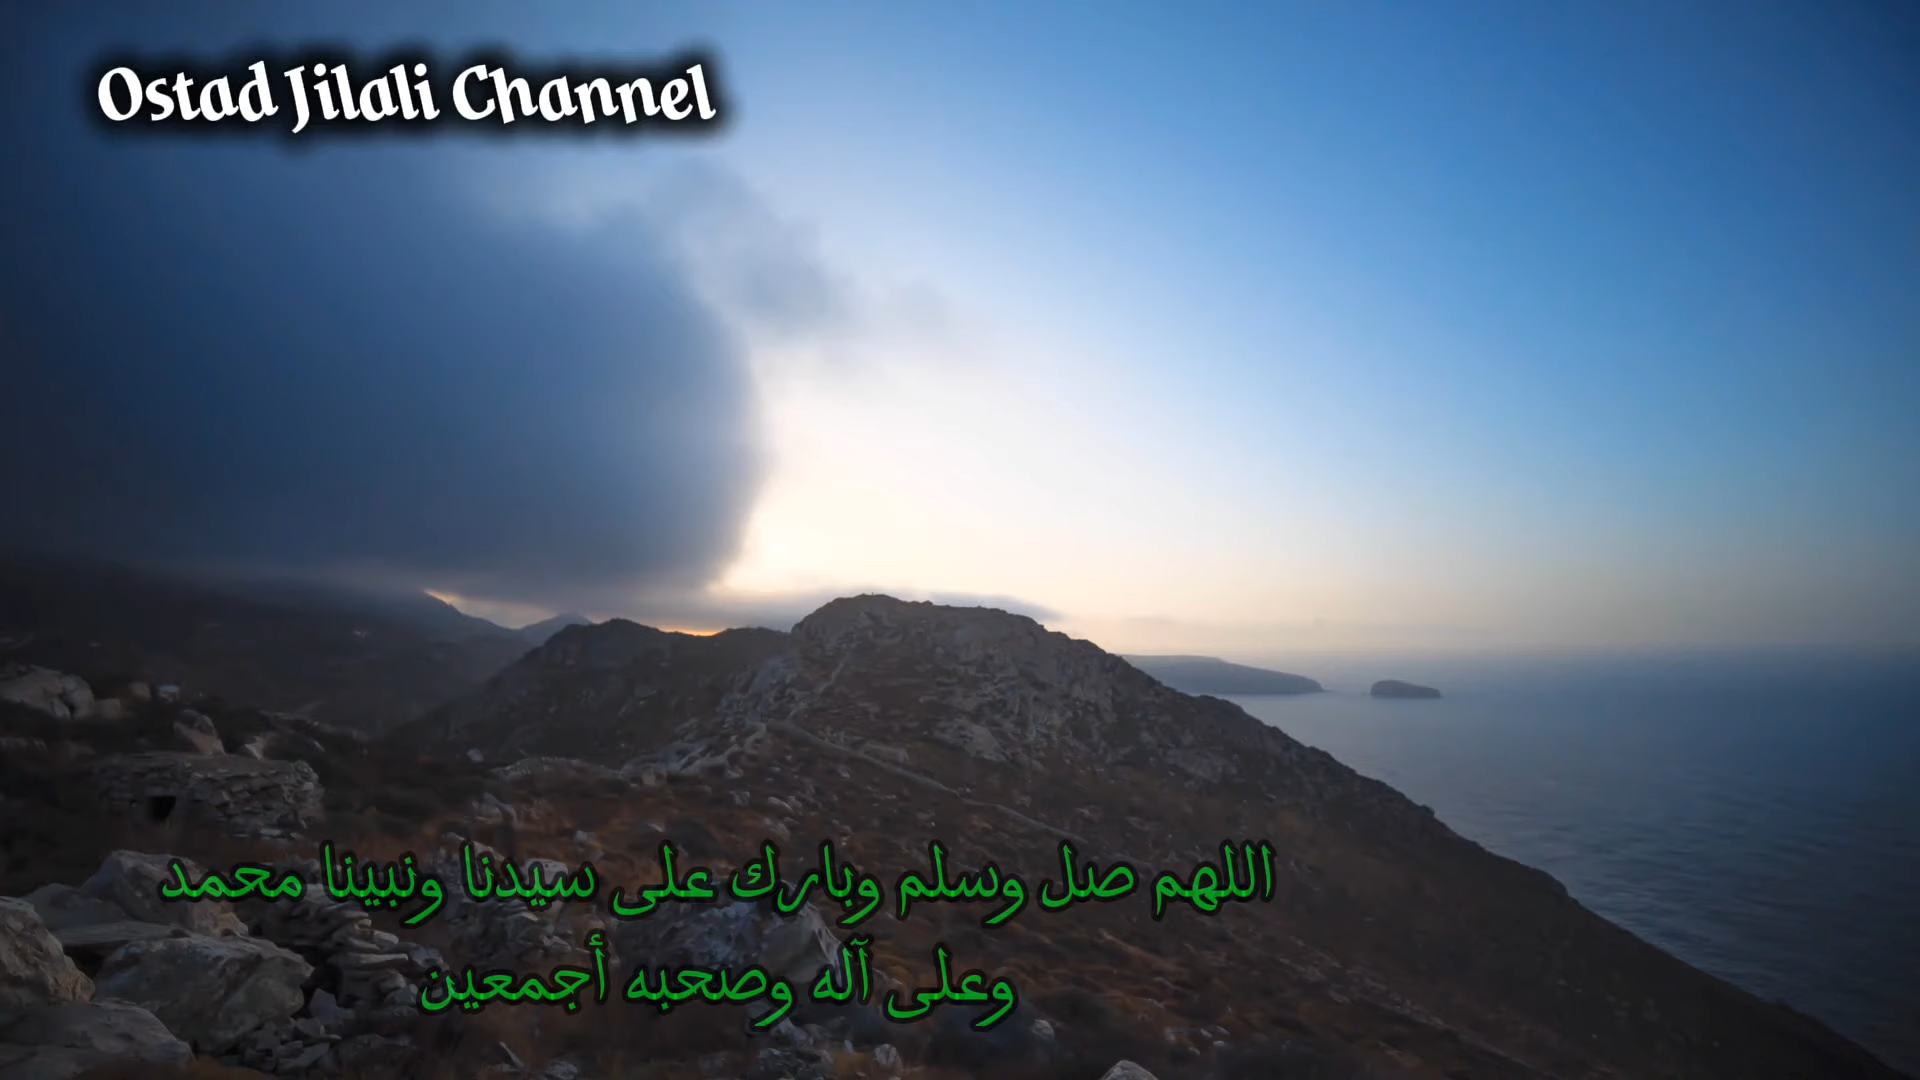 Ostad Jilali Channel
اللهم صل وسلم وبارك على سيدنا ونبينا محمد
وعلى آله وصحبه أجمعين